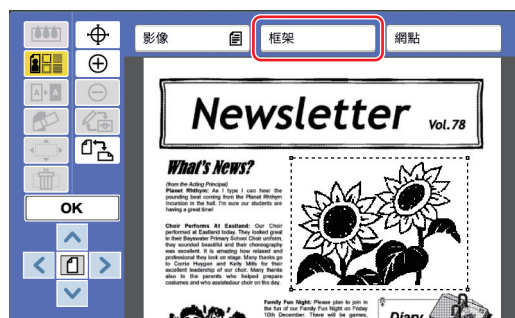 影像
框架
網點
A
A
OK
Newsletter Vol.78
What's News?
(from the Acting Principal)
Planet Rhthym: As I type I can hear the
pounding beat coming from the Planet Rhthym
Incursion in the hall. I'm sure our students are
having a great time!
Choir Performs At Eastland: Our Choir
performed at Eastland today. They looked great
in their Bayswater Primary School Choir uniform,
they sounded beautiful and their choreography
was excellent. It is amazing how relaxed and
professional they look on stage. Many thanks go
to Corrie Huygen and Kelly Mills for their
excellent leadership of our choir. Many thanks
also to the parents who helped prepare
costumes and who assistedour choir on the day.
Family Fun Night: Please plan to join in
the fun of our Family Fun Night on Friday
10th December. There will be games,
Diary